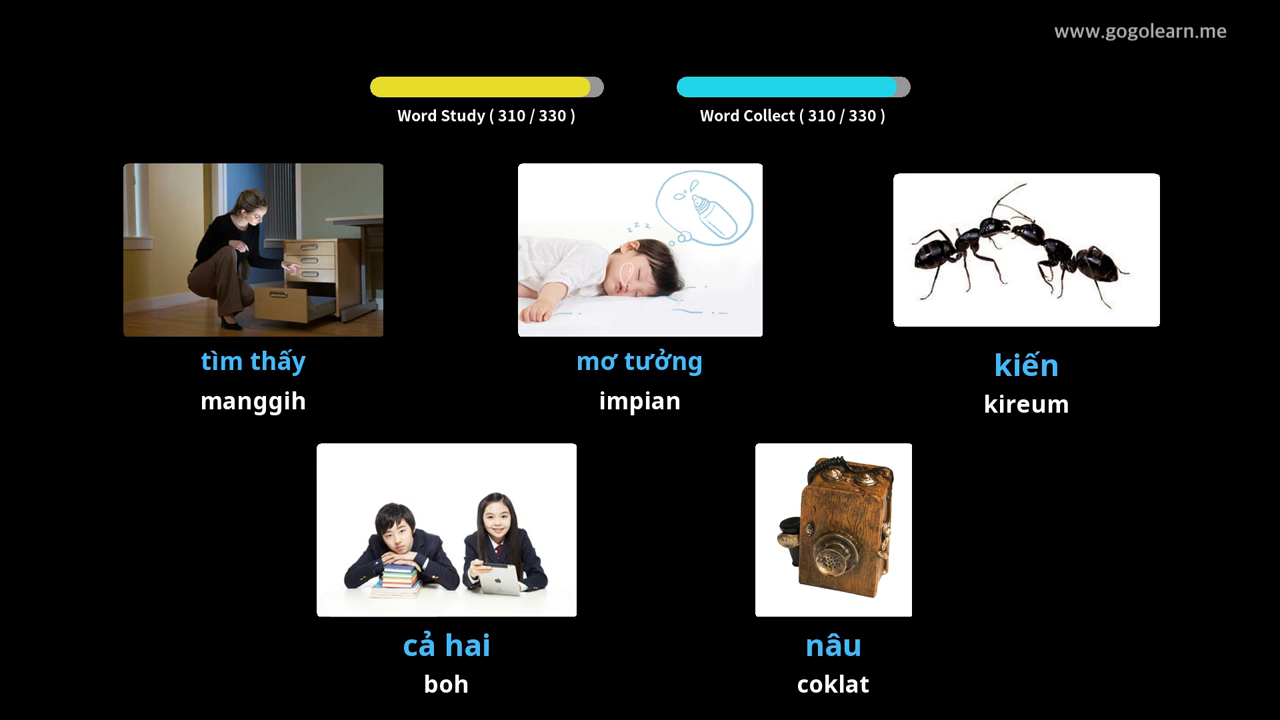 www.gogolearn.me
Word Study ( 310 / 330 )
Word Collect ( 310 / 330 )
tìm thấy
manggih
mơ tưởng
impian
kiến
kireum
cả hai
boh
nâu
coklat